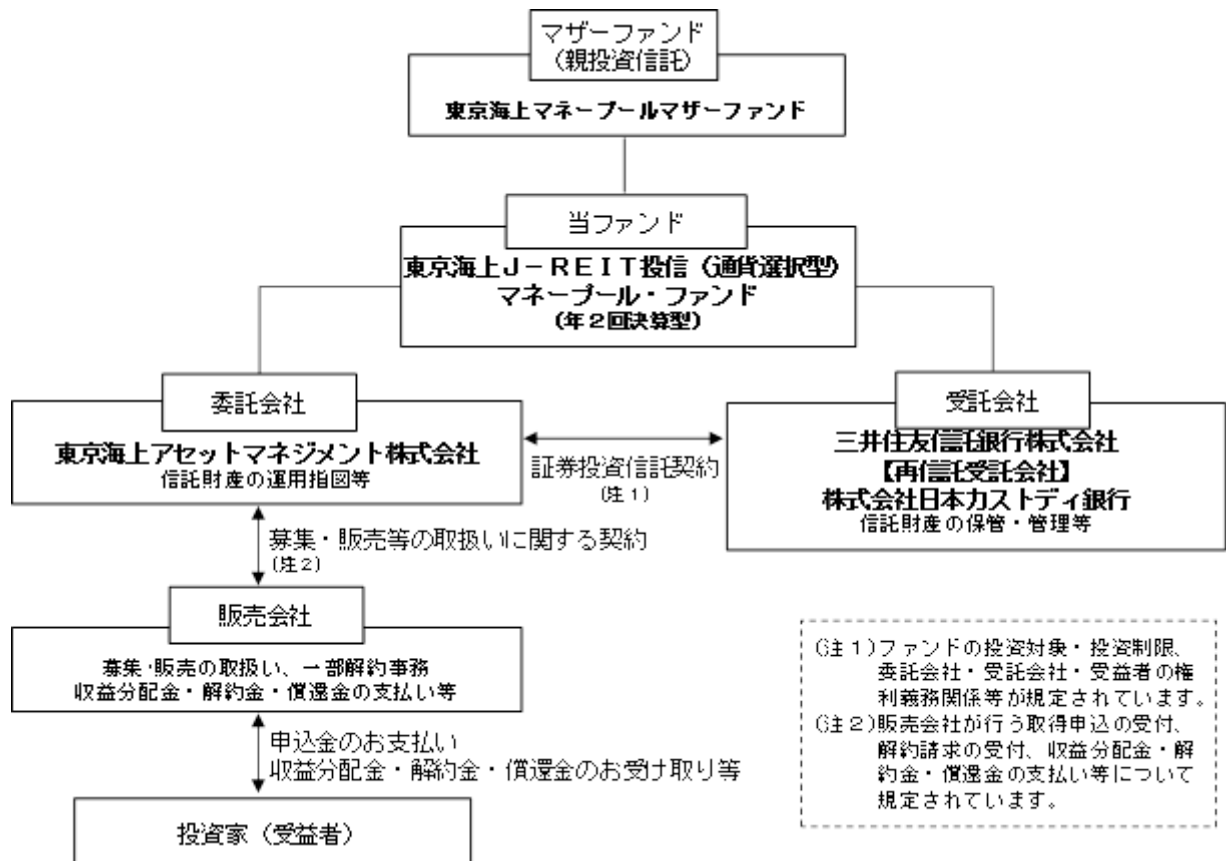 マザーファンド
(親投資信託)
東京海上マネープールマザーファンド
当ファンド
東京海上J-REIT投信(通貨選択型)
マネープール・ファンド
(年2回決算型)
委託会社
東京海上アセットマネジメント株式会社
信託財産の運用指図等
証券投資信託契約
(注1)
受託会社
三井住友信託銀行株式会社
【再信託受託会社】
株式会社日本カストディ銀行
信託財産の保管・管理等
募集・販売等の取扱いに関する契約
(注2)
販売会社
募集・販売の取扱い、一部解約事務
収益分配金・解約金・償還金の支払い等
申込金のお支払い
収益分配金・解約金・償還金のお受け取り等
投資家(受益者)
(注1)ファンドの投資対象・投資制限、
委託会社・受託会社・受益者の権
利義務関係等が規定されています。
(注2)販売会社が行う取得申込の受付、
解約請求の受付、収益分配金・解
約金・償還金の支払い等について
規定されています。